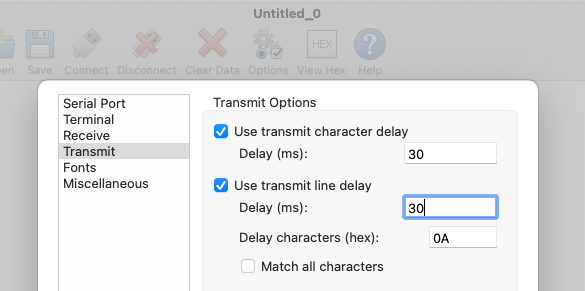 Untitled_0
HEX
en Save Connect Disconnect Clear Data Options View Hex Help
Serial Port
Terminal
Receive
Transmit
Fonts
Miscellaneous
Transmit Options
Use transmit character delay
Delay (ms): 30
Use transmit line delay
Delay (ms): 30
Delay characters (hex): 0A
Match all characters